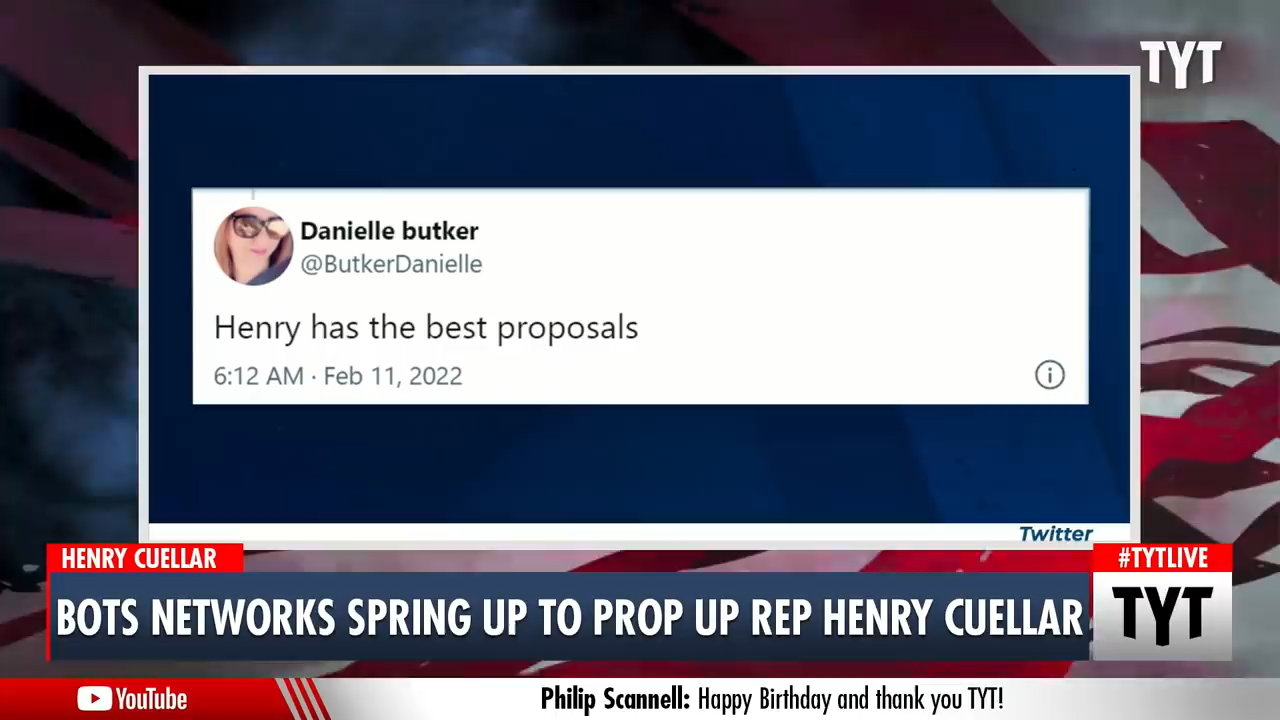 TYT
Danielle butker
@ButkerDanielle
Henry has the best proposals
6:12 AM · Feb 11, 2022
Twitter
HENRY CUELLAR
#TYTLIVE
BOTS NETWORKS SPRING UP TO PROP UP REP HENRY CUELLAR
TYT
YouTube
Philip Scannell: Happy Birthday and thank you TYT!